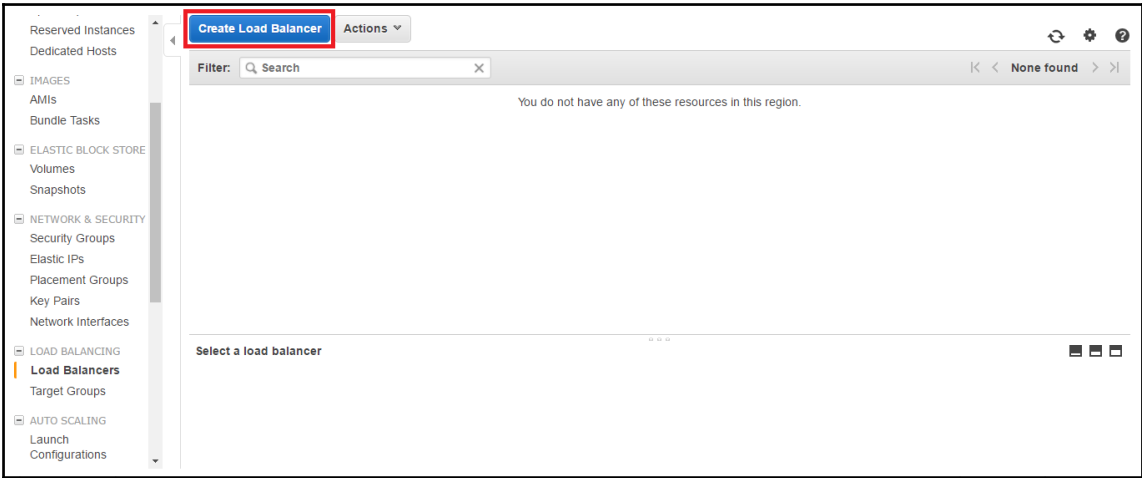 Reserved Instances
Dedicated Hosts
IMAGES
AMIs
Bundle Tasks
ELASTIC BLOCK STORE
Volumes
Snapshots
NETWORK & SECURITY
Security Groups
Elastic IPs
Placement Groups
Key Pairs
Network Interfaces
LOAD BALANCING
Load Balancers
Target Groups
AUTO SCALING
Launch
Configurations
Create Load Balancer Actions
Filter: Search None found
You do not have any of these resources in this region.
Select a load balancer